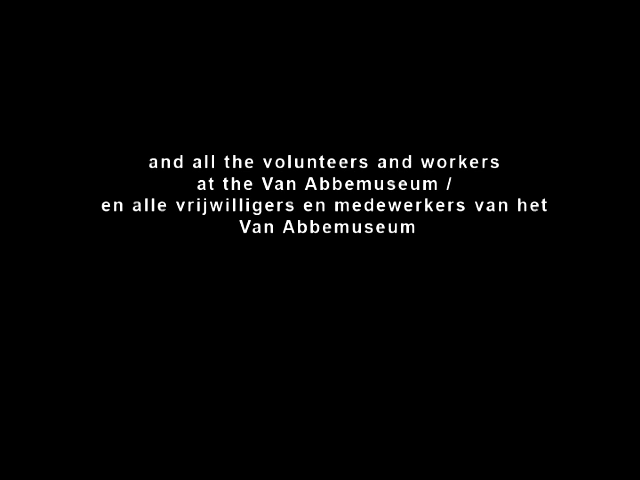 and all the volunteers and workers
at the Van Abbemuseum /
en alle vrijwilligers en medewerkers van het
Van Abbemuseum